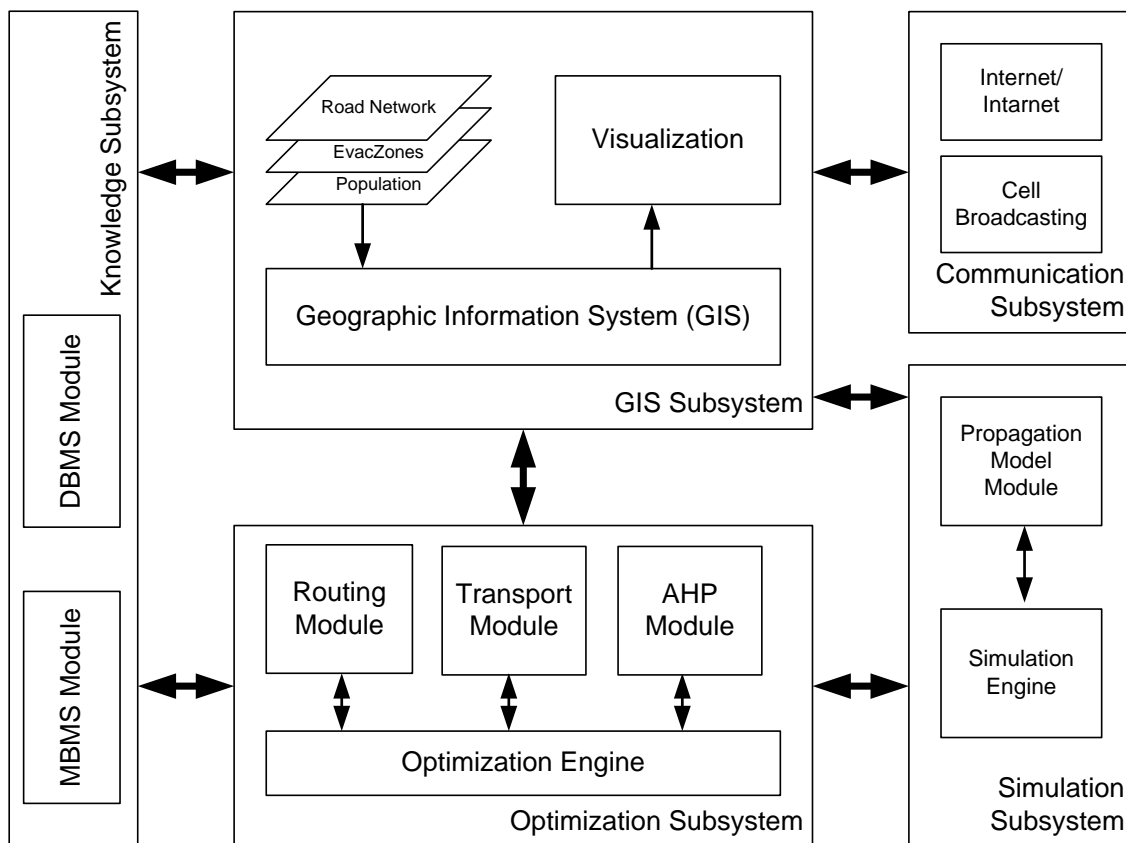 Knowledge Subsystem
DBMS Module
MBMS Module
Road Network
EvacZones
Population
Visualization
Geographic Information System (GIS)
GIS Subsystem
Internet/
Intarnet
Cell
Broadcasting
Communication
Subsystem
Routing
Module
Transport
Module
AHP
Module
Optimization Engine
Optimization Subsystem
Propagation
Model
Module
Simulation
Engine
Simulation
Subsystem